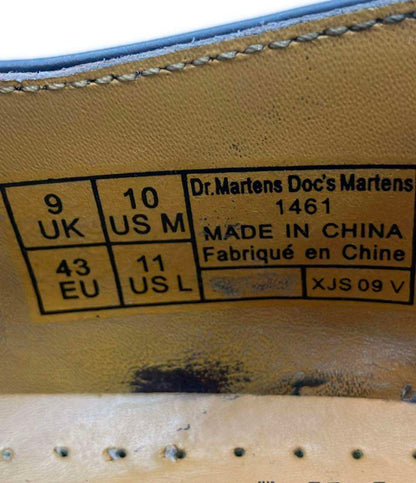 9 UK
10 US M
43 EU
11 US L
Dr.Martens Doc's Martens
1461
MADE IN CHINA
Fabriqué en Chine
XJS 09 V